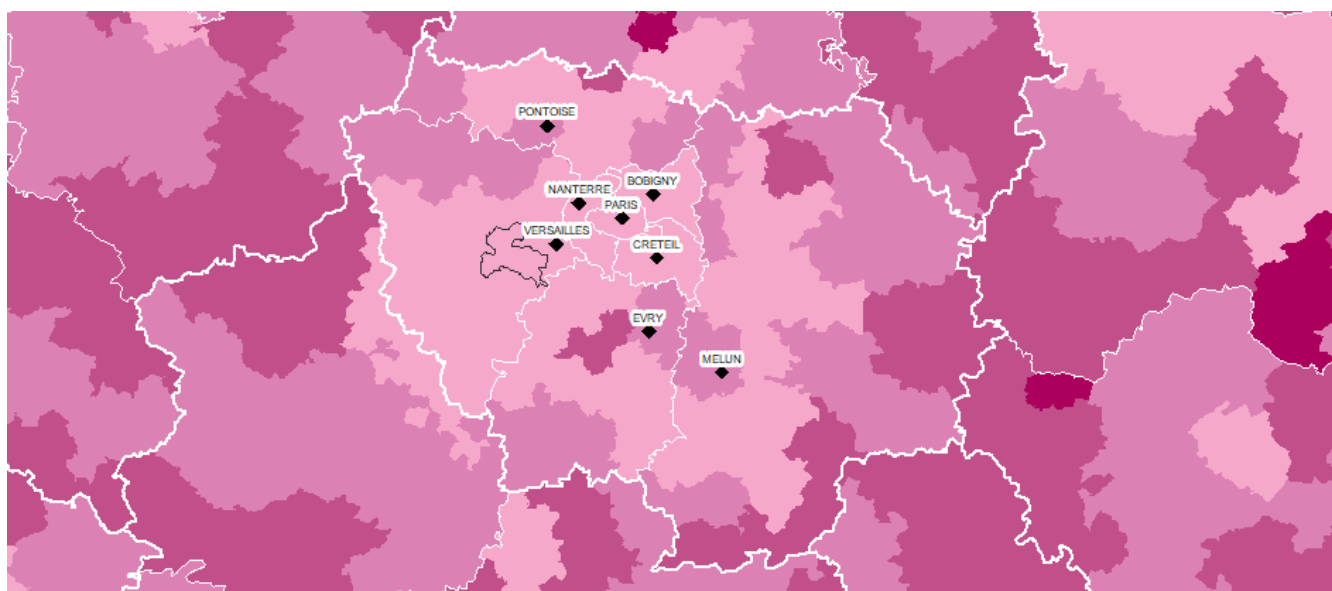 PONTOISE
NANTERRE
BOBIGNY
PARIS
VERSAILLES
CRETEIL
EVRY
MELUN